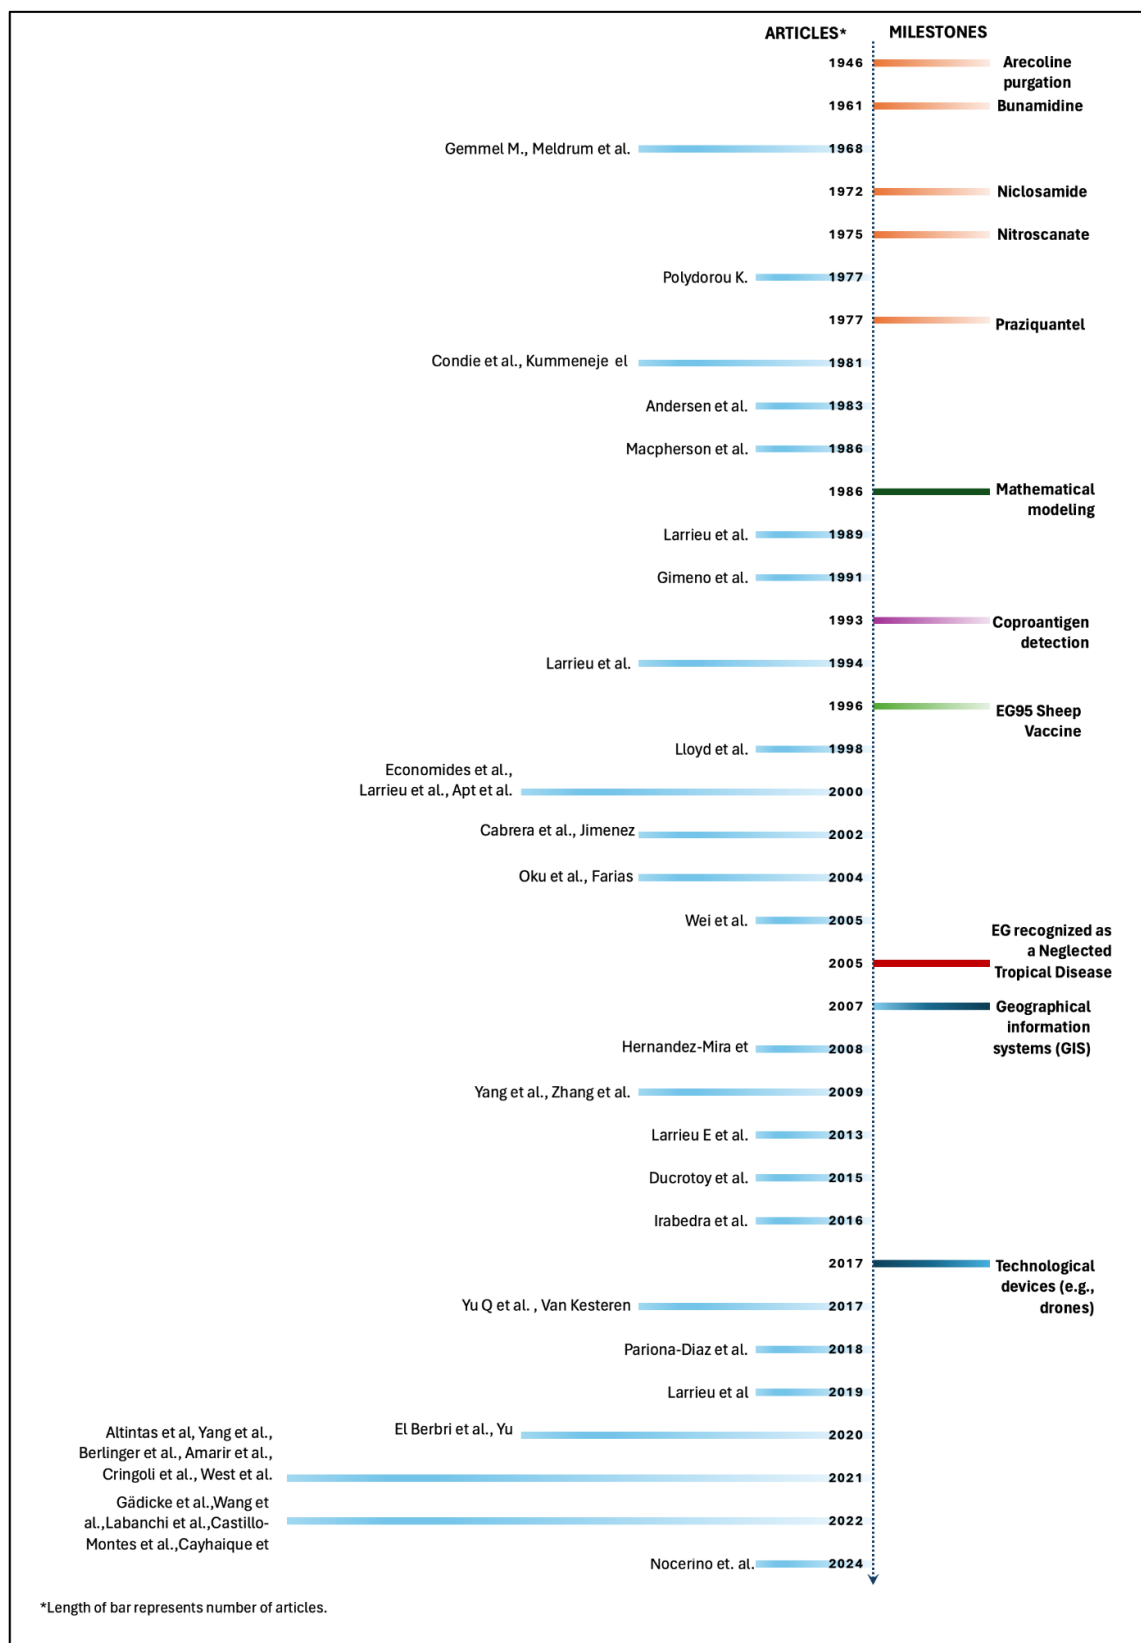 ARTICLES* MILESTONES
1946 Arecoline
purgation
1961 Bunamidine
Gemmel M., Meldrum et al. 1968
1972 Niclosamide
1975 Nitroscanate
Polydorou K. 1977
1977 Praziquantel
Condie et al., Kummeneje el 1981
Andersen et al. 1983
Macpherson et al. 1986
1986 Mathematical
modeling
Larrieu et al. 1989
Gimeno et al. 1991
1993 Coproantigen
detection
Larrieu et al. 1994
1996 EG95 Sheep
Vaccine
Lloyd et al. 1998
Economides et al.,
Larrieu et al., Apt et al. 2000
Cabrera et al., Jimenez 2002
Oku et al., Farias 2004
Wei et al. 2005
EG recognized as
a Neglected
2005 Tropical Disease
2007 Geographical
information
systems (GIS)
Hernandez-Mira et 2008
Yang et al., Zhang et al. 2009
Larrieu E et al. 2013
Ducrotoy et al. 2015
Irabedra et al. 2016
2017 Technological
devices (e.g.,
drones)
Yu Q et al. , Van Kesteren 2017
Pariona-Diaz et al. 2018
Larrieu et al 2019
El Berbri et al., Yu 2020
Altintas et al, Yang et al.,
Berlinger et al., Amarir et al.,
Cringoli et al., West et al. 2021
Gädicke et al.,Wang et
al.,Labanchi et al.,Castillo-
Montes et al.,Cayhaique et 2022
Nocerino et. al. 2024
*Length of bar represents number of articles.